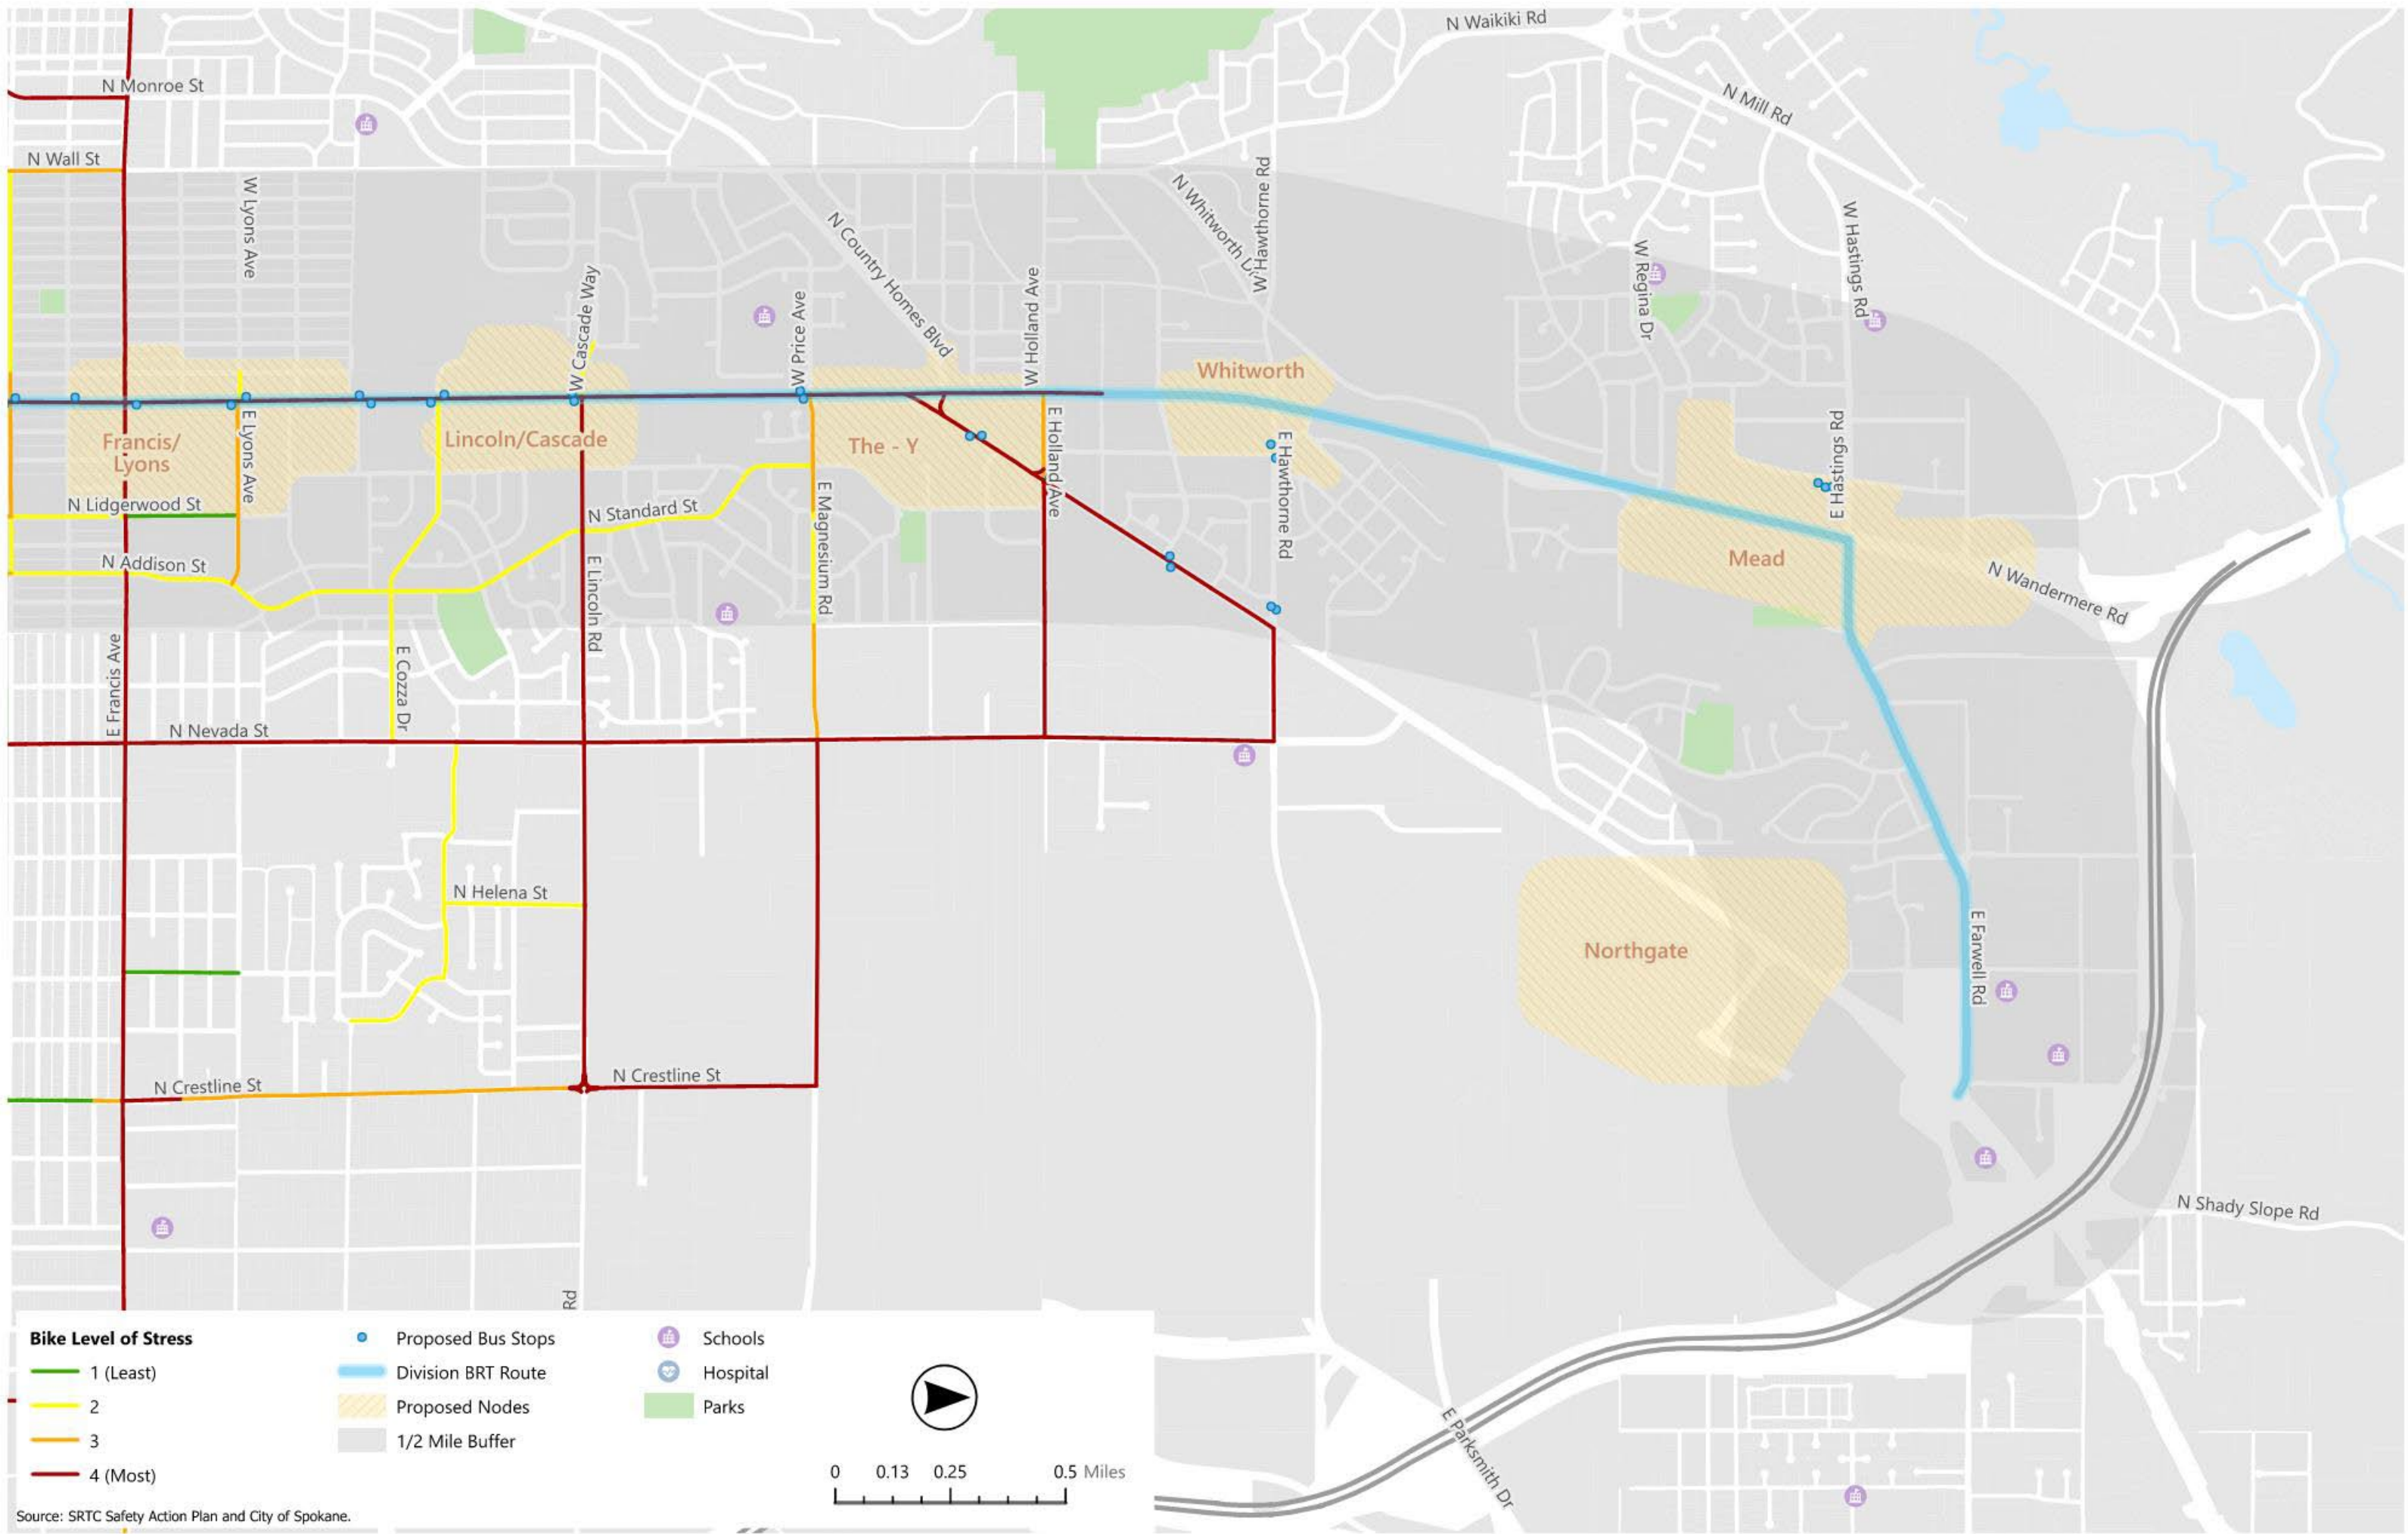 N Waikiki Rd
N Monroe St
N Mill Rd
N Wall St
W Lyons Ave
N Country Homes Blvd
N Whitworth Dr
W Hawthorne Rd
W Regina Dr
W Hastings Rd
W Cascade Way
W Price Ave
W Holland Ave
Whitworth
Francis/
Lyons
E Lyons Ave
Lincoln/Cascade
The - Y
E Holland Ave
E Hawthorne Rd
E Hastings Rd
N Lidgerwood St
N Standard St
E Magnesium Rd
N Addison St
Mead
N Wandermere Rd
E Francis Ave
E Cozza Dr
E Lincoln Rd
N Nevada St
N Helena St
Northgate
E Farwell Rd
N Crestline St
N Crestline St
N Shady Slope Rd
Rd
E Parksmith Dr
Bike Level of Stress
1 (Least)
2
3
4 (Most)
Proposed Bus Stops
Division BRT Route
Proposed Nodes
1/2 Mile Buffer
Schools
Hospital
Parks
0 0.13 0.25 0.5 Miles
Source: SRTC Safety Action Plan and City of Spokane.